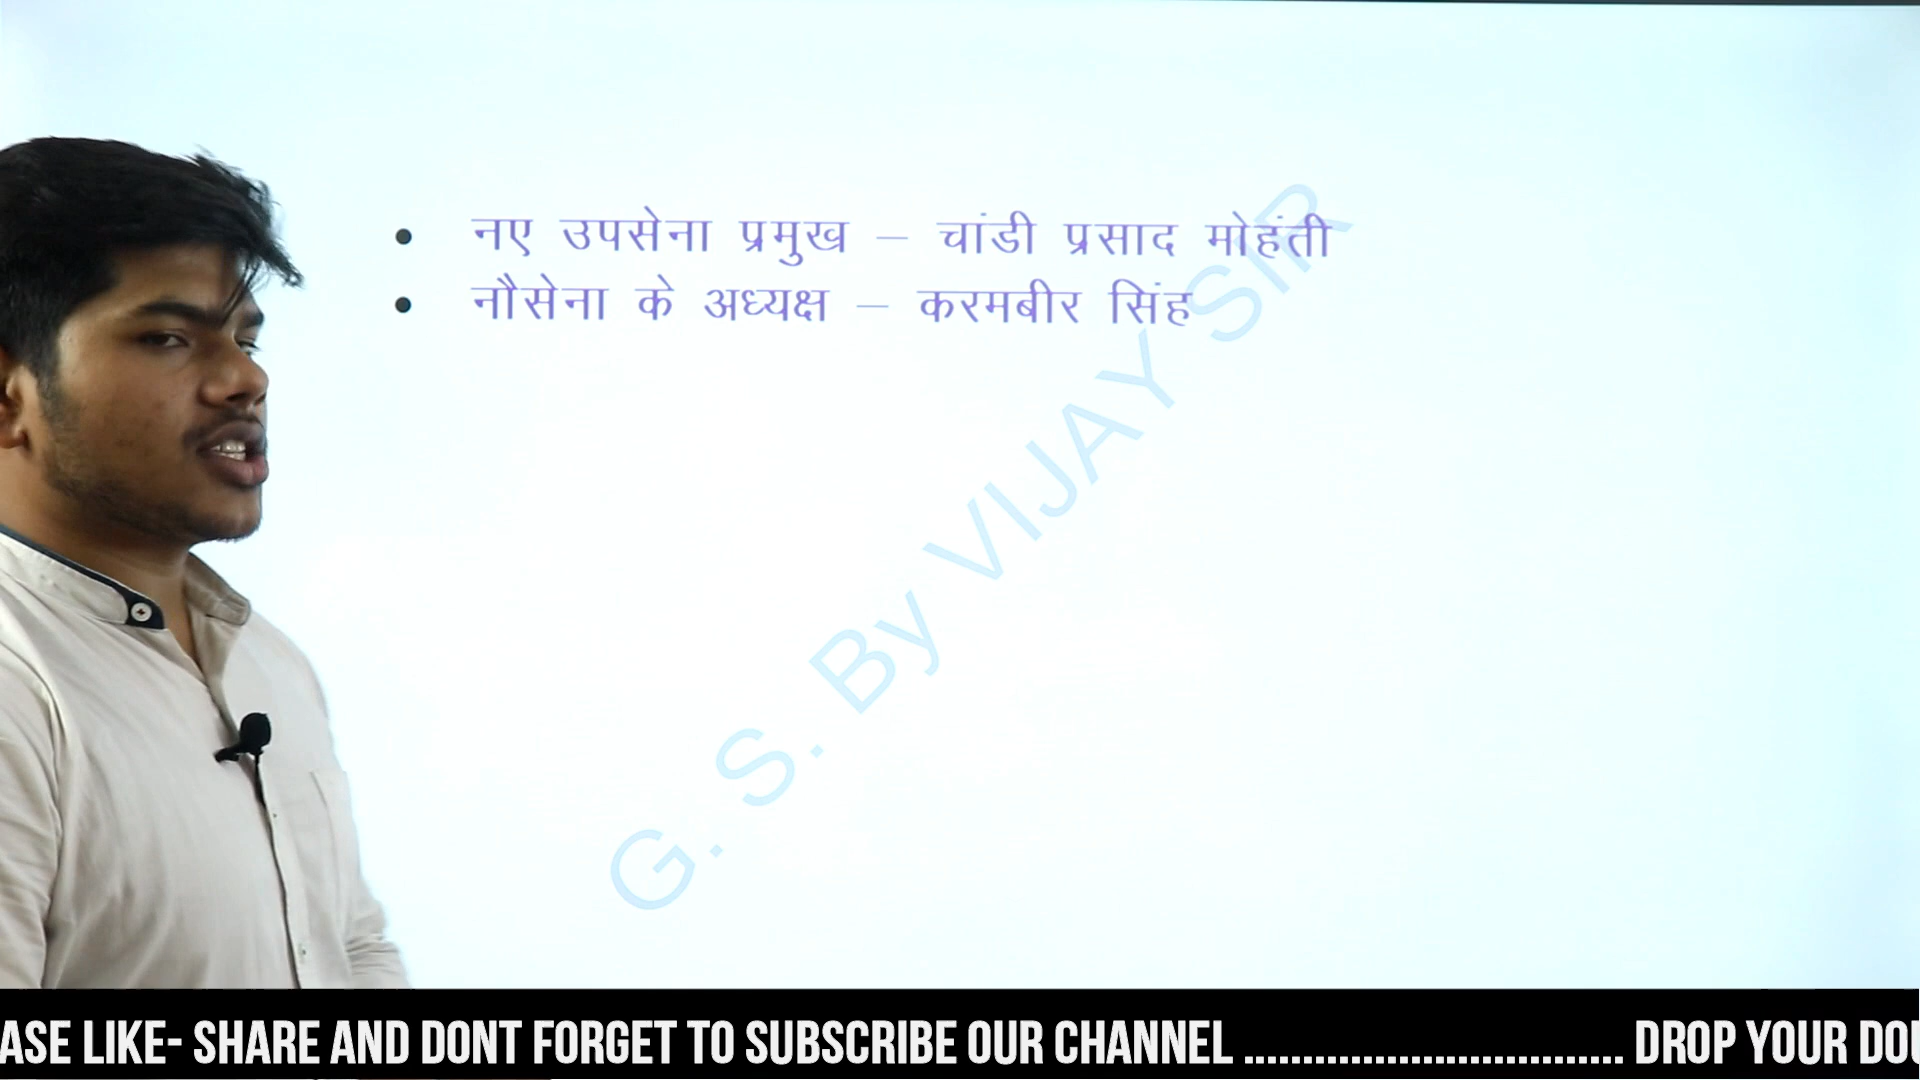 • नए उपसेना प्रमुख – चांडी प्रसाद मोहंती
• नौसेना के अध्यक्ष – करमबीर सिंह
G. S. By VIJAY SIR
ASE LIKE- SHARE AND DONT FORGET TO SUBSCRIBE OUR CHANNEL ................................ DROP YOUR DOU